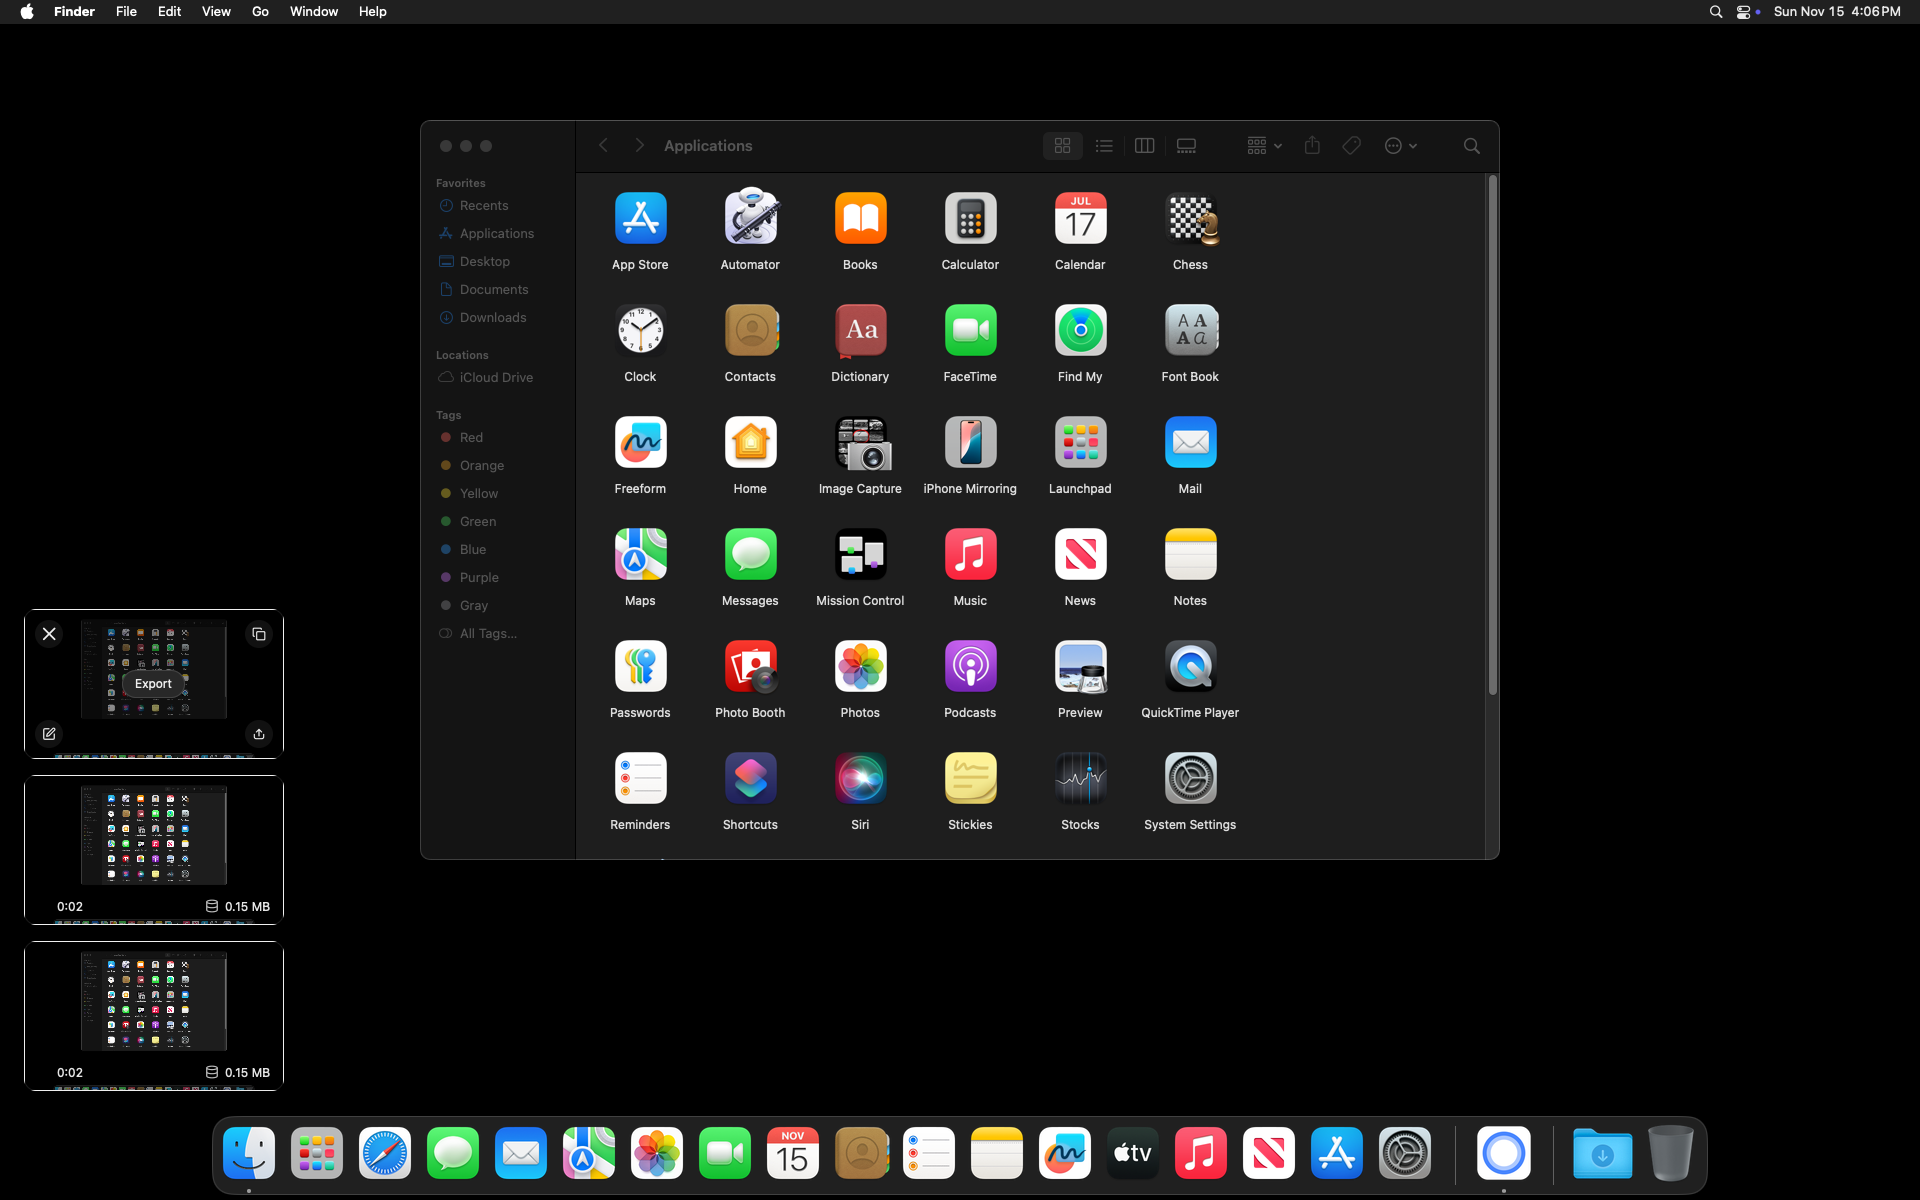 Finder File Edit View Go Window Help
Sun Nov 15 4:06 PM
Applications
Favorites
Recents
Applications
Desktop
Documents
Downloads
Locations
iCloud Drive
Tags
Red
Orange
Yellow
Green
Blue
Purple
Gray
All Tags...
JUL
17
App Store Automator Books Calculator Calendar Chess
Aa
A A
A a
Clock Contacts Dictionary FaceTime Find My Font Book
Freeform Home Image Capture iPhone Mirroring Launchpad Mail
Maps Messages Mission Control Music News Notes
Passwords Photo Booth Photos Podcasts Preview QuickTime Player
Reminders Shortcuts Siri Stickies Stocks System Settings
Export
0:02 0.15 MB
0:02 0.15 MB
NOV
15
tv